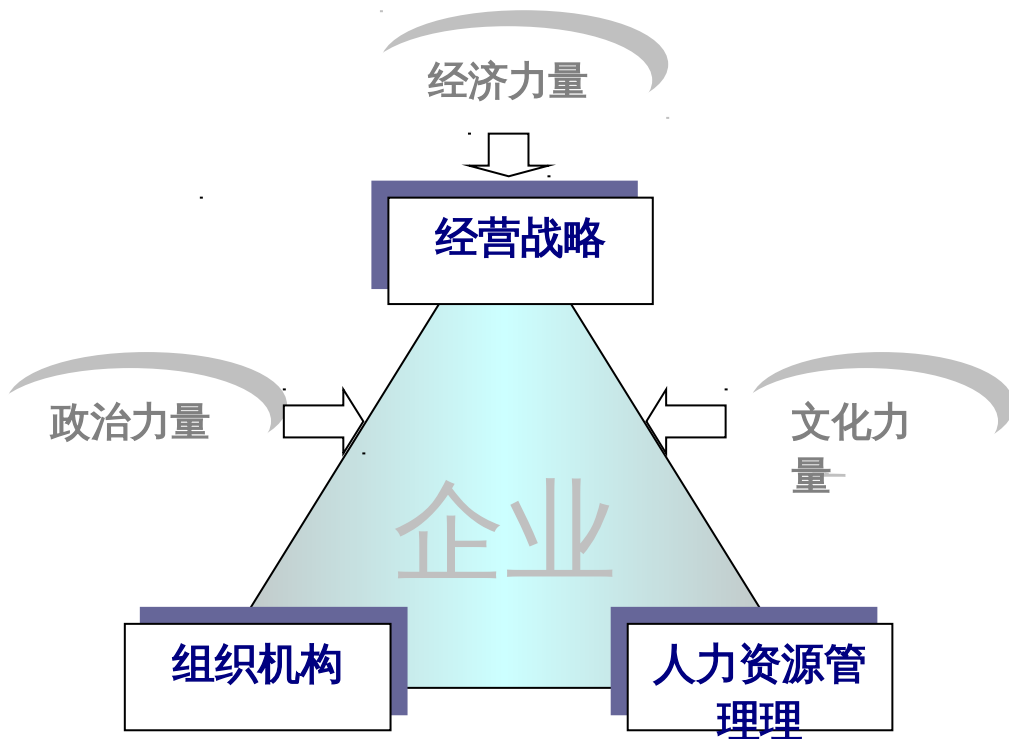 经济力量
经营战略
政治力量
文化力
量
企业
组织机构
人力资源管
理理